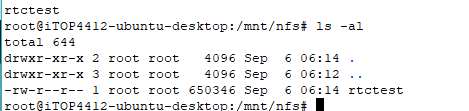 rtctest
root@iTOP4412-ubuntu-desktop:/mnt/nfs# ls -al
total 644
drwxr-xr-x 2 root root   4096 Sep  6 06:14 .
drwxr-xr-x 3 root root   4096 Sep  6 06:12 ..
-rw-r--r-- 1 root root 650346 Sep  6 06:14 rtctest
root@iTOP4412-ubuntu-desktop:/mnt/nfs#